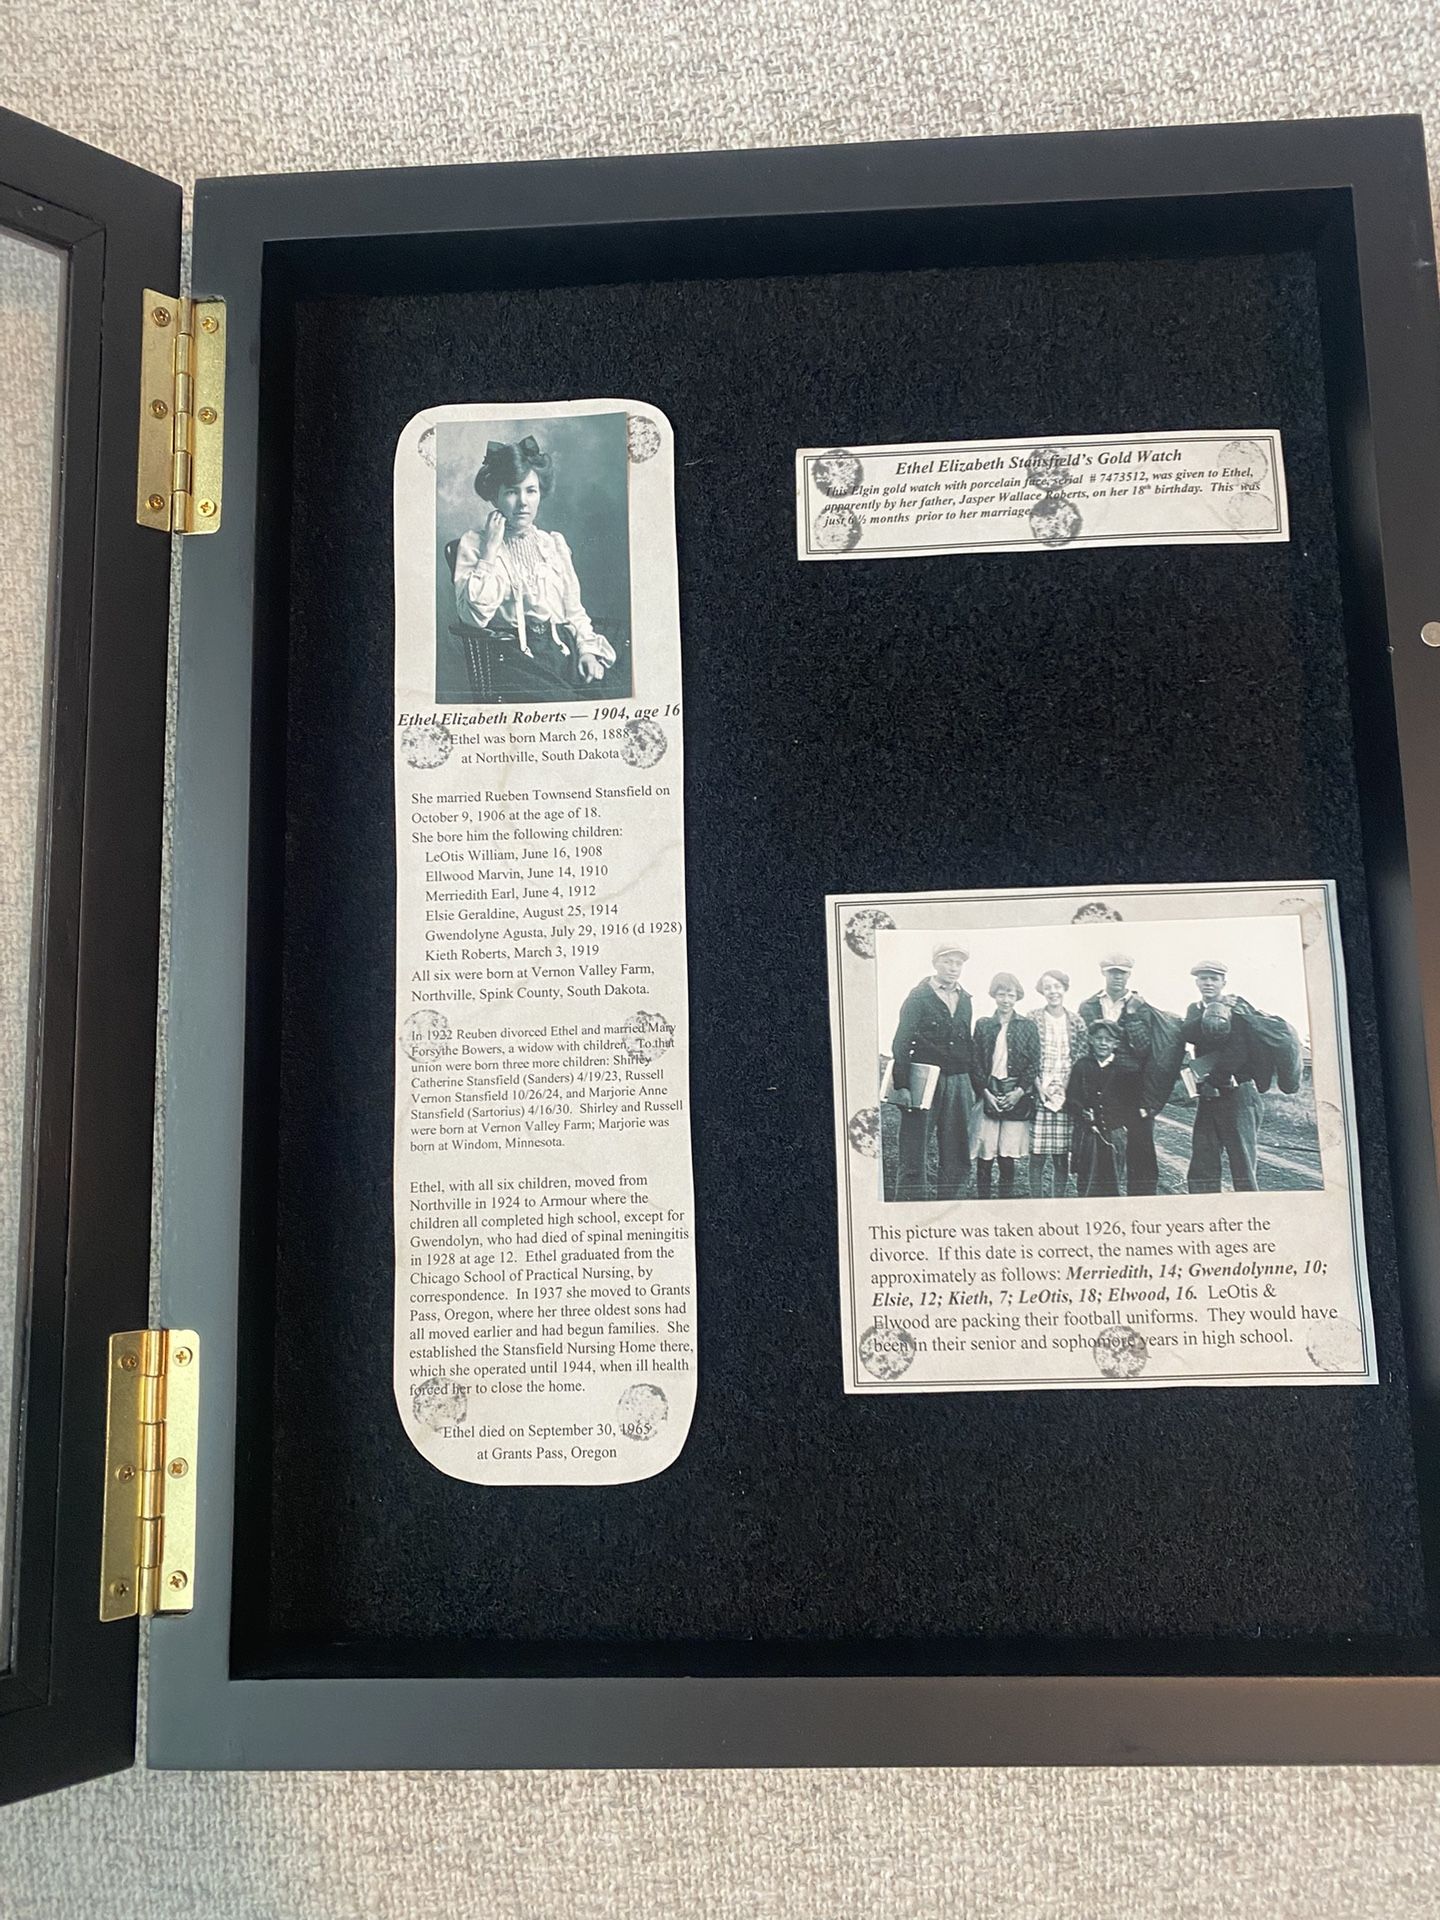 Ethel Elizabeth Roberts — 1904, age 16
Ethel was born March 26, 1888
at Northville, South Dakota
She married Rueben Townsend Stansfield on
October 9, 1906 at the age of 18.
She bore him the following children:
LeOtis William, June 16, 1908
Ellwood Marvin, June 14, 1910
Merriedith Earl, June 4, 1912
Elsie Geraldine, August 25, 1914
Gwendolyne Agusta, July 29, 1916 (d 1928)
Kieth Roberts, March 3, 1919
All six were born at Vernon Valley Farm,
Northville, Spink County, South Dakota.
In 1922 Reuben divorced Ethel and married Mary
Forsythe Bowers, a widow with children. To that
union were born three more children: Shirley
Catherine Stansfield (Sanders) 4/19/23, Russell
Vernon Stansfield 10/26/24, and Marjorie Anne
Stansfield (Sartorius) 4/16/30. Shirley and Russell
were born at Vernon Valley Farm; Marjorie was
born at Windom, Minnesota.
Ethel, with all six children, moved from
Northville in 1924 to Armour where the
children all completed high school, except for
Gwendolyn, who had died of spinal meningitis
in 1928 at age 12. Ethel graduated from the
Chicago School of Practical Nursing, by
correspondence. In 1937 she moved to Grants
Pass, Oregon, where her three oldest sons had
all moved earlier and had begun families. She
established the Stansfield Nursing Home there,
which she operated until 1944, when ill health
forced her to close the home.
Ethel died on September 30, 1965
at Grants Pass, Oregon
Ethel Elizabeth Stansfield's Gold Watch
This Elgin gold watch with porcelain face, serial # 7473512, was given to Ethel,
apparently by her father, Jasper Wallace Roberts, on her 18th birthday. This was
just 6 ½ months prior to her marriage.
This picture was taken about 1926, four years after the
divorce. If this date is correct, the names with ages are
approximately as follows: Merriedith, 14; Gwendolynne, 10;
Elsie, 12; Kieth, 7; LeOtis, 18; Elwood, 16. LeOtis &
Elwood are packing their football uniforms. They would have
been in their senior and sophomore years in high school.